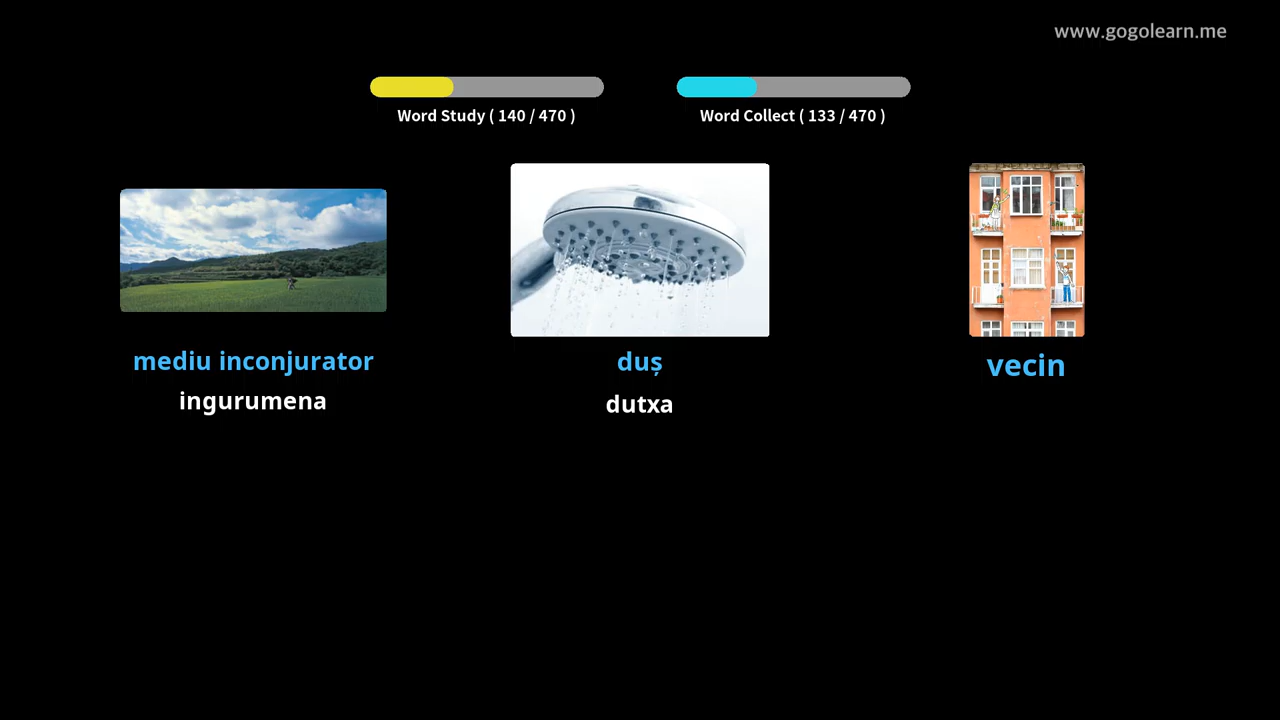 www.gogolearn.me
Word Study ( 140 / 470 )
Word Collect ( 133 / 470 )
mediu inconjurator
ingurumena
duș
dutxa
vecin